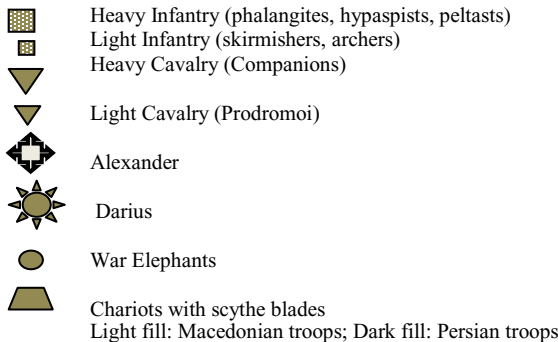 Heavy Infantry (phalangites, hypaspists, peltasts)
Light Infantry (skirmishers, archers)
Heavy Cavalry (Companions)
Light Cavalry (Prodromoi)
Alexander
Darius
War Elephants
Chariots with scythe blades
Light fill: Macedonian troops; Dark fill: Persian troops